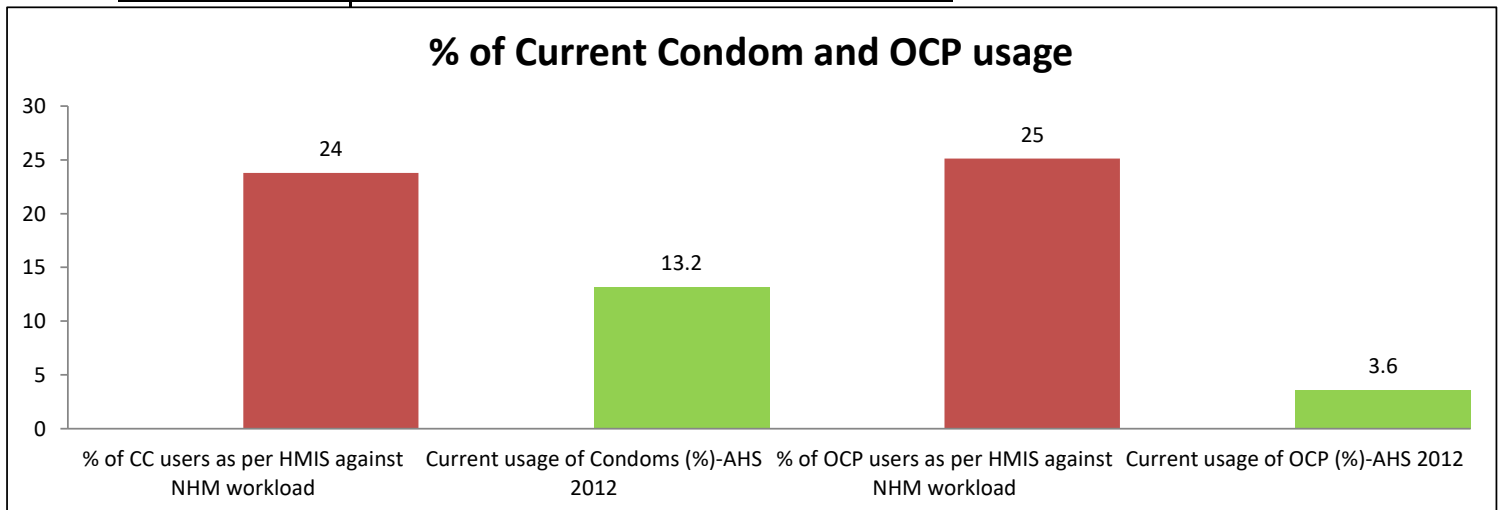 % of Current Condom and OCP usage
30
25
20
15
10
5
0
24
13.2
25
3.6
% of CC users as per HMIS against
NHM workload
Current usage of Condoms (%)-AHS
2012
% of OCP users as per HMIS against
NHM workload
Current usage of OCP (%)-AHS 2012